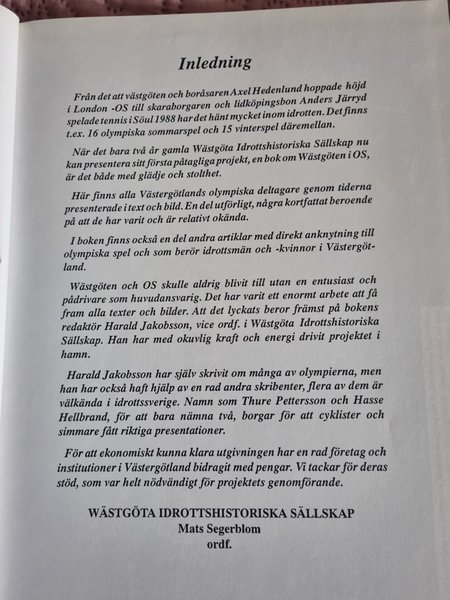 Inledning
Från det att västgöten och boråsaren Axel Hedenlund hoppade höjd
i London -OS till skaraborgaren och lidköpingsbon Anders Järryd
spelade tennis i Söul 1988 har det hänt mycket inom idrotten. Det finns
t.ex. 16 olympiska sommarspel och 15 vinterspel däremellan.
När det bara två år gamla Wästgöta Idrottshistoriska Sällskap nu
kan presentera sitt första påtagliga projekt, en bok om Wästgöten i OS,
är det både med glädje och stolthet.
Här finns alla Västergötlands olympiska deltagare genom tiderna
presenterade i text och bild. En del utförligt, några kortfattat beroende
på att de har varit och är relativt okända.
I boken finns också en del andra artiklar med direkt anknytning till
olympiska spel och som berör idrottsmän och -kvinnor i Västergöt-
land.
Wästgöten och OS skulle aldrig blivit till utan en entusiast och
pådrivare som huvudansvarig. Det har varit ett enormt arbete att få
fram alla texter och bilder. Att det lyckats beror främst på bokens
redaktör Harald Jakobsson, vice ordf. i Wästgöta Idrottshistoriska
Sällskap. Han har med okuvlig kraft och energi drivit projektet i
hamn.
Harald Jakobsson har själv skrivit om många av olympierna, men
han har också haft hjälp av en rad andra skribenter, flera av dem är
välkända i idrottssverige. Namn som Thure Pettersson och Hasse
Hellbrand, för att bara nämna två, borgar för att cyklister och
simmare fått riktiga presentationer.
För att ekonomiskt kunna klara utgivningen har en rad företag och
institutioner i Västergötland bidragit med pengar. Vi tackar för deras
stöd, som var helt nödvändigt för projektets genomförande.
WÄSTGÖTA IDROTTSHISTORISKA SÄLLSKAP
Mats Segerblom
ordf.